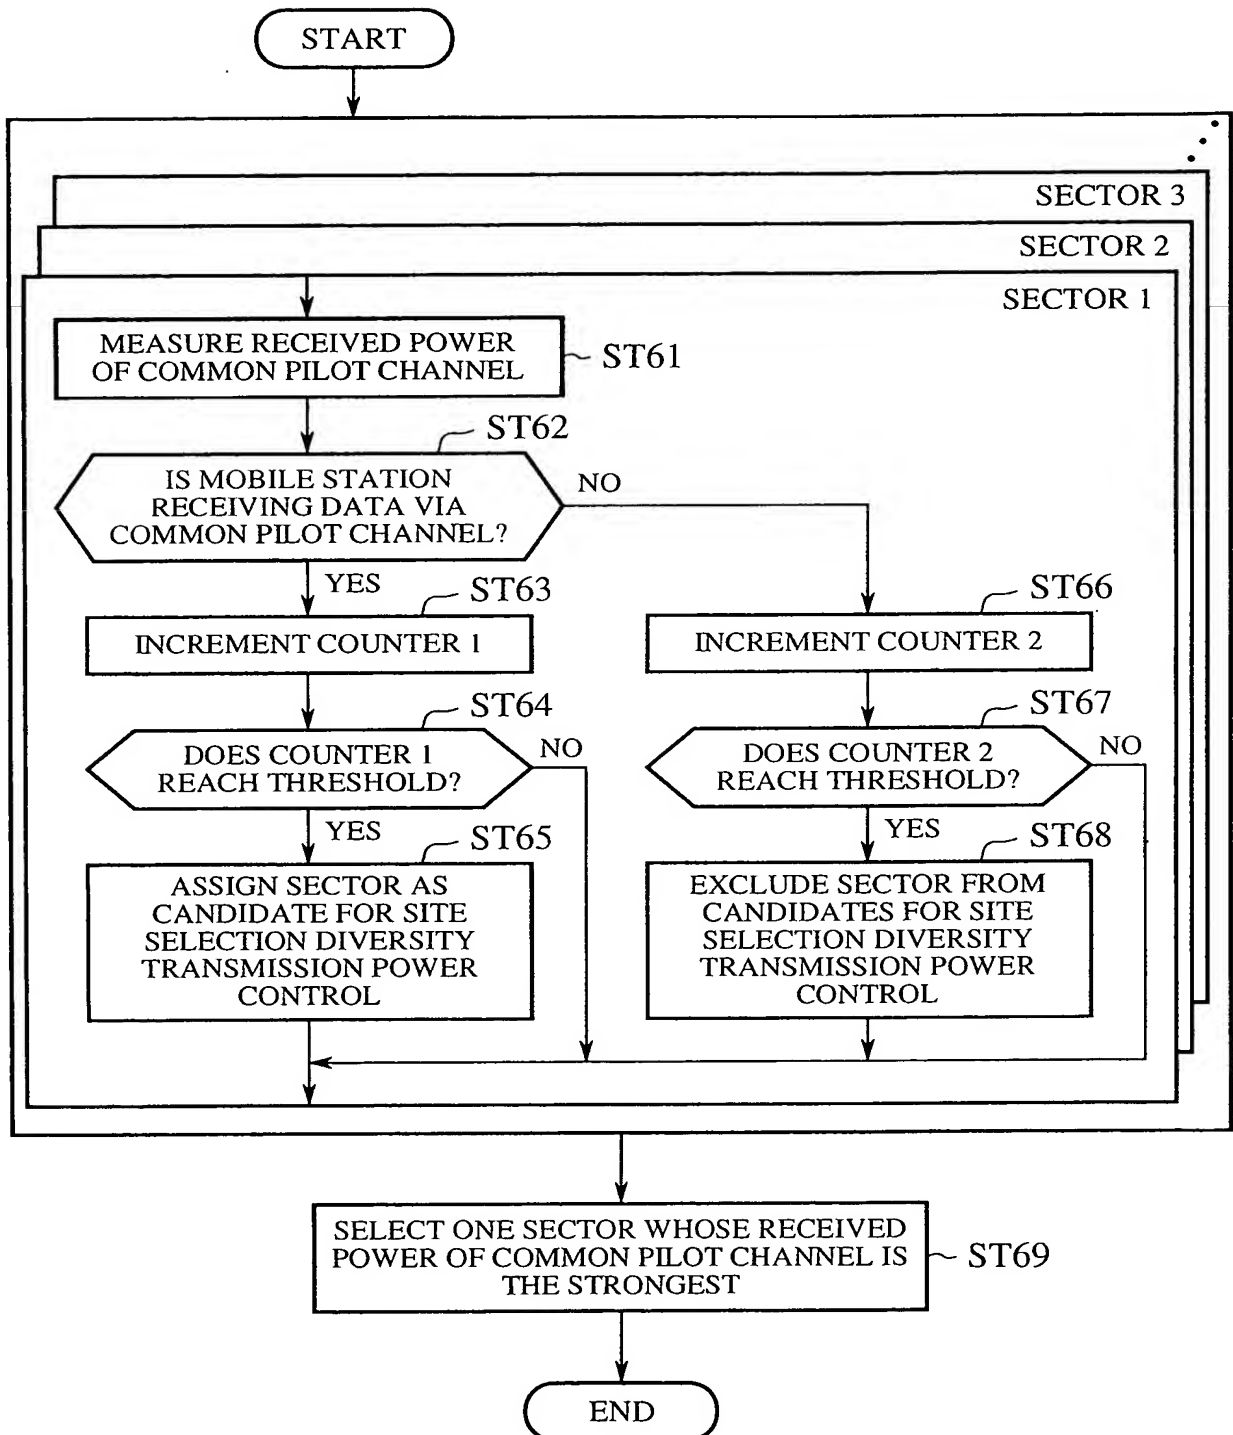 START
SECTOR 3
SECTOR 2
SECTOR 1
MEASURE RECEIVED POWER
OF COMMON PILOT CHANNEL
ST61
ST62
IS MOBILE STATION
RECEIVING DATA VIA
COMMON PILOT CHANNEL?
NO
YES
ST63
INCREMENT COUNTER 1
ST66
INCREMENT COUNTER 2
ST64
DOES COUNTER 1
REACH THRESHOLD?
NO
YES
ST67
DOES COUNTER 2
REACH THRESHOLD?
NO
YES
ST65
ASSIGN SECTOR AS
CANDIDATE FOR SITE
SELECTION DIVERSITY
TRANSMISSION POWER
CONTROL
ST68
EXCLUDE SECTOR FROM
CANDIDATES FOR SITE
SELECTION DIVERSITY
TRANSMISSION POWER
CONTROL
SELECT ONE SECTOR WHOSE RECEIVED
POWER OF COMMON PILOT CHANNEL IS
THE STRONGEST
ST69
END